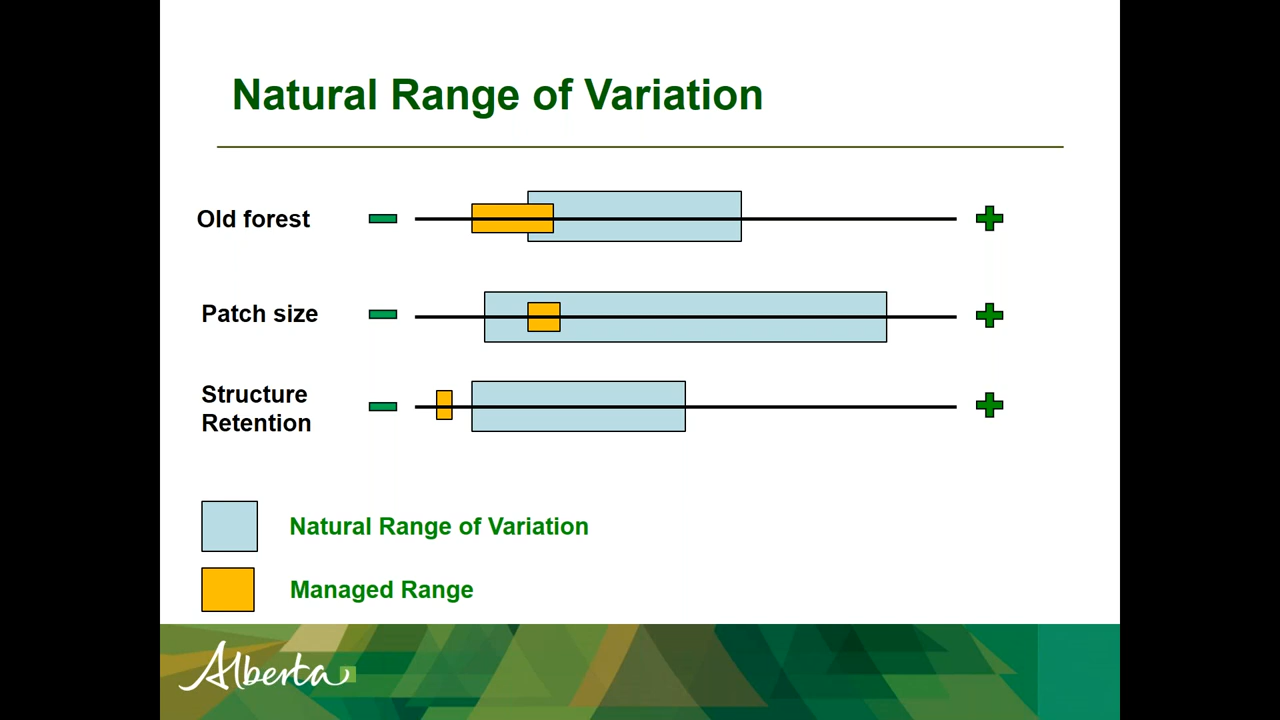 Natural Range of Variation
Old forest
Patch size
Structure
Retention
Natural Range of Variation
Managed Range
Alberta